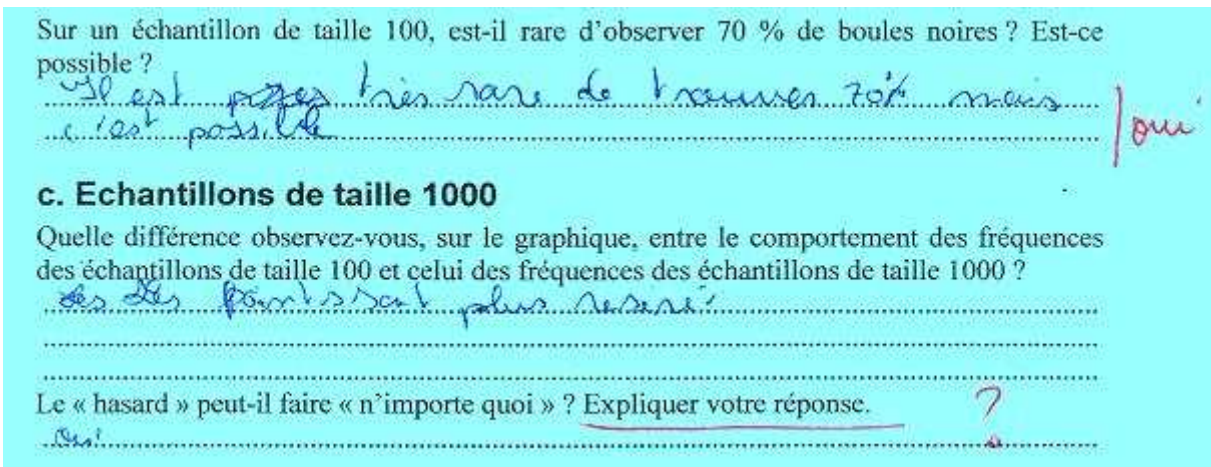 Sur un échantillon de taille 100, est-il rare d'observer 70 % de boules noires ? Est-ce
possible ?
Il est très rare de trouver 70% mais
c'est possible
oui
c. Echantillons de taille 1000
Quelle différence observez-vous, sur le graphique, entre le comportement des fréquences
des échantillons de taille 100 et celui des fréquences des échantillons de taille 1000 ?
les points sont plus reseré
Le « hasard » peut-il faire « n'importe quoi » ? Expliquer votre réponse.
?
Oui